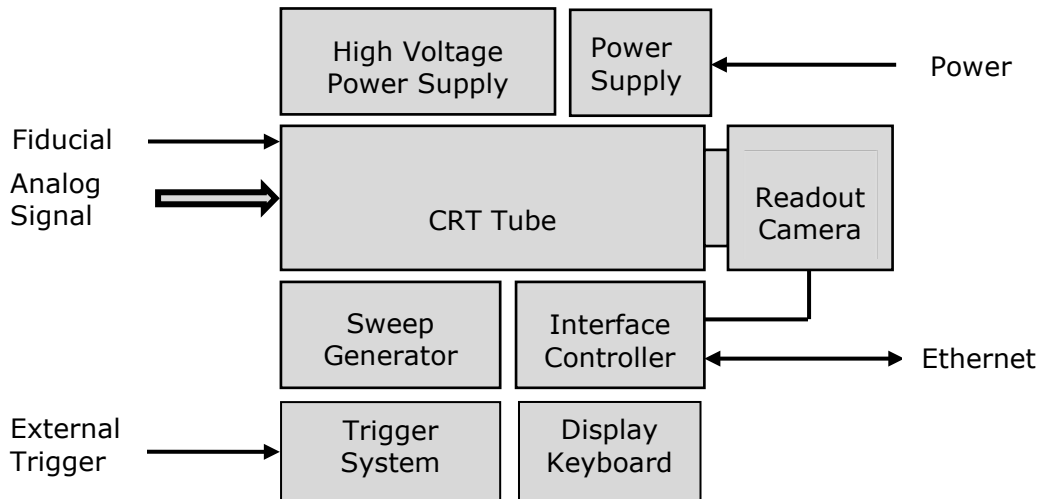 High Voltage
Power Supply
Power
Supply
Power
Fiducial
Analog
Signal
CRT Tube
Readout
Camera
Sweep
Generator
Interface
Controller
Ethernet
External
Trigger
Trigger
System
Display
Keyboard